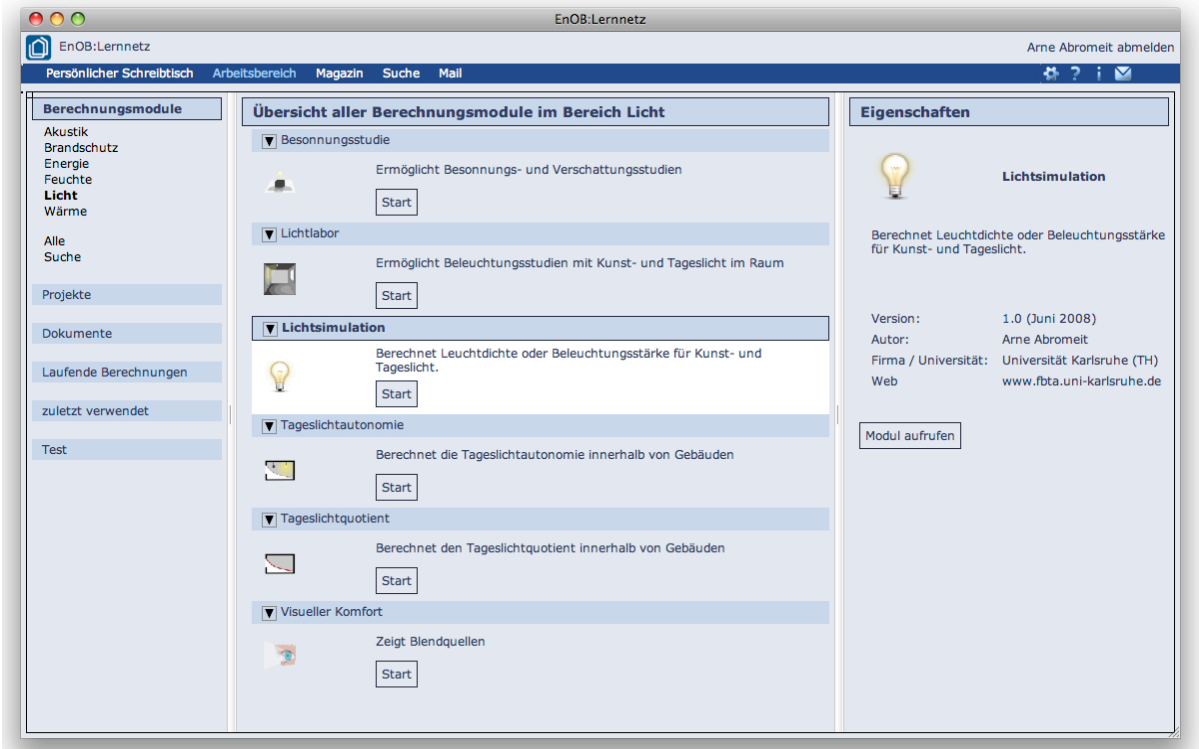 EnOB:Lernnetz
EnOB:Lernnetz
Arne Abromeit abmelden
Persönlicher Schreibtisch Arbeitsbereich Magazin Suche Mail
? i
Berechnungsmodule
Akustik
Brandschutz
Energie
Feuchte
Licht
Wärme
Alle
Suche
Projekte
Dokumente
Laufende Berechnungen
zuletzt verwendet
Test
Übersicht aller Berechnungsmodule im Bereich Licht
Besonnungsstudie
Ermöglicht Besonnungs- und Verschattungsstudien
Start
Lichtlabor
Ermöglicht Beleuchtungsstudien mit Kunst- und Tageslicht im Raum
Start
Lichtsimulation
Berechnet Leuchtdichte oder Beleuchtungsstärke für Kunst- und
Tageslicht.
Start
Tageslichtautonomie
Berechnet die Tageslichtautonomie innerhalb von Gebäuden
Start
Tageslichtquotient
Berechnet den Tageslichtquotient innerhalb von Gebäuden
Start
Visueller Komfort
Zeigt Blendquellen
Start
Eigenschaften
Lichtsimulation
Berechnet Leuchtdichte oder Beleuchtungsstärke
für Kunst- und Tageslicht.
Version: 1.0 (Juni 2008)
Autor: Arne Abromeit
Firma / Universität: Universität Karlsruhe (TH)
Web www.fbta.uni-karlsruhe.de
Modul aufrufen